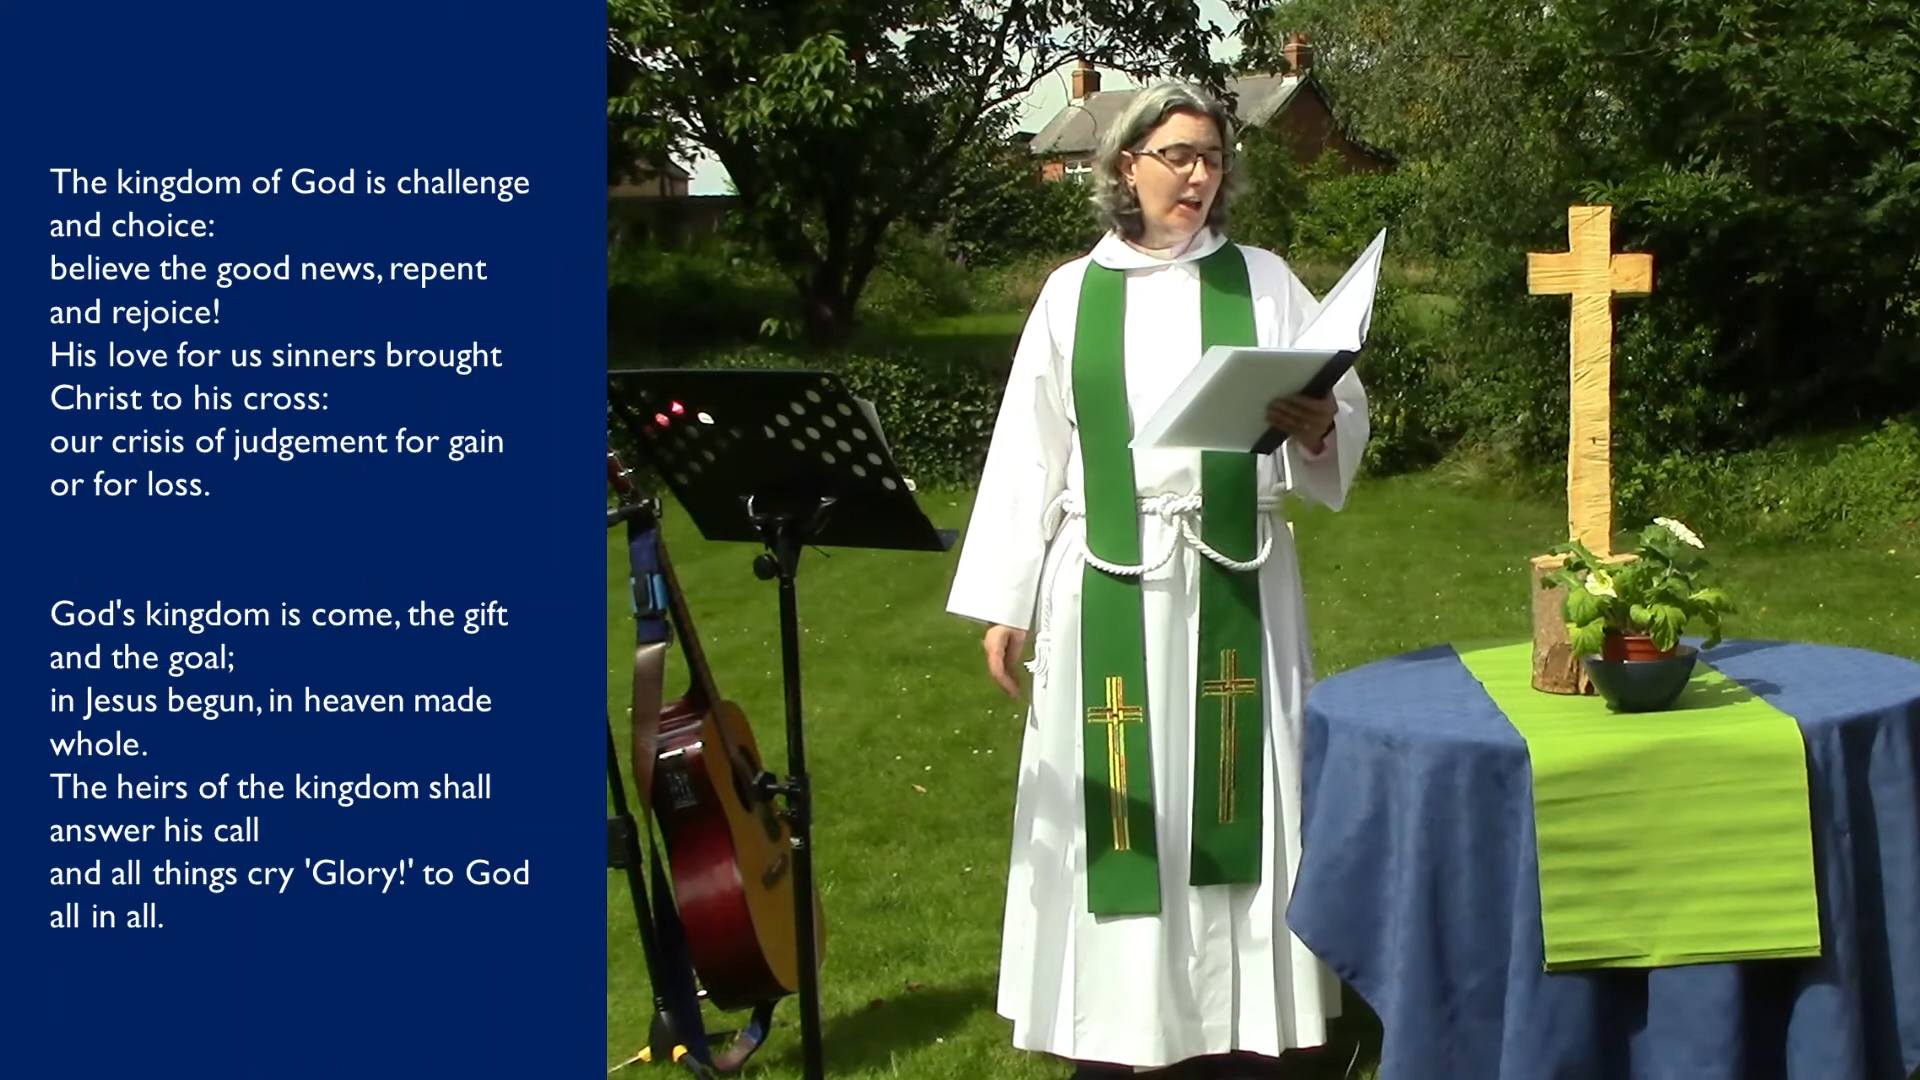 The kingdom of God is challenge
and choice:
believe the good news, repent
and rejoice!
His love for us sinners brought
Christ to his cross:
our crisis of judgement for gain
or for loss.
God's kingdom is come, the gift
and the goal;
in Jesus begun, in heaven made
whole.
The heirs of the kingdom shall
answer his call
and all things cry 'Glory!' to God
all in all.